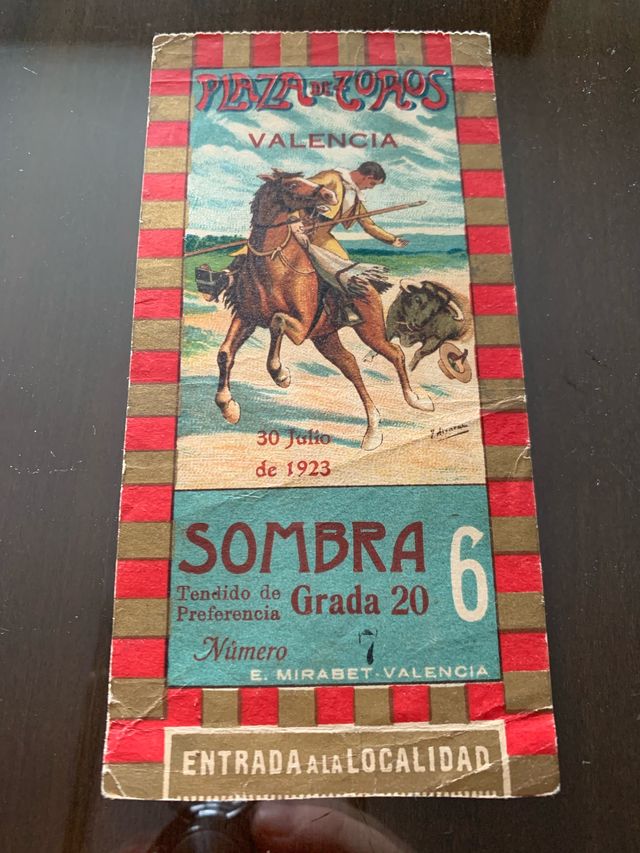 PLAZA DE TOROS
VALENCIA
30 Julio
de 1923
SOMBRA
6
Tendido de
Preferencia
Grada 20
Número 7
E. MIRABET-VALENCIA
ENTRADA A LA LOCALIDAD